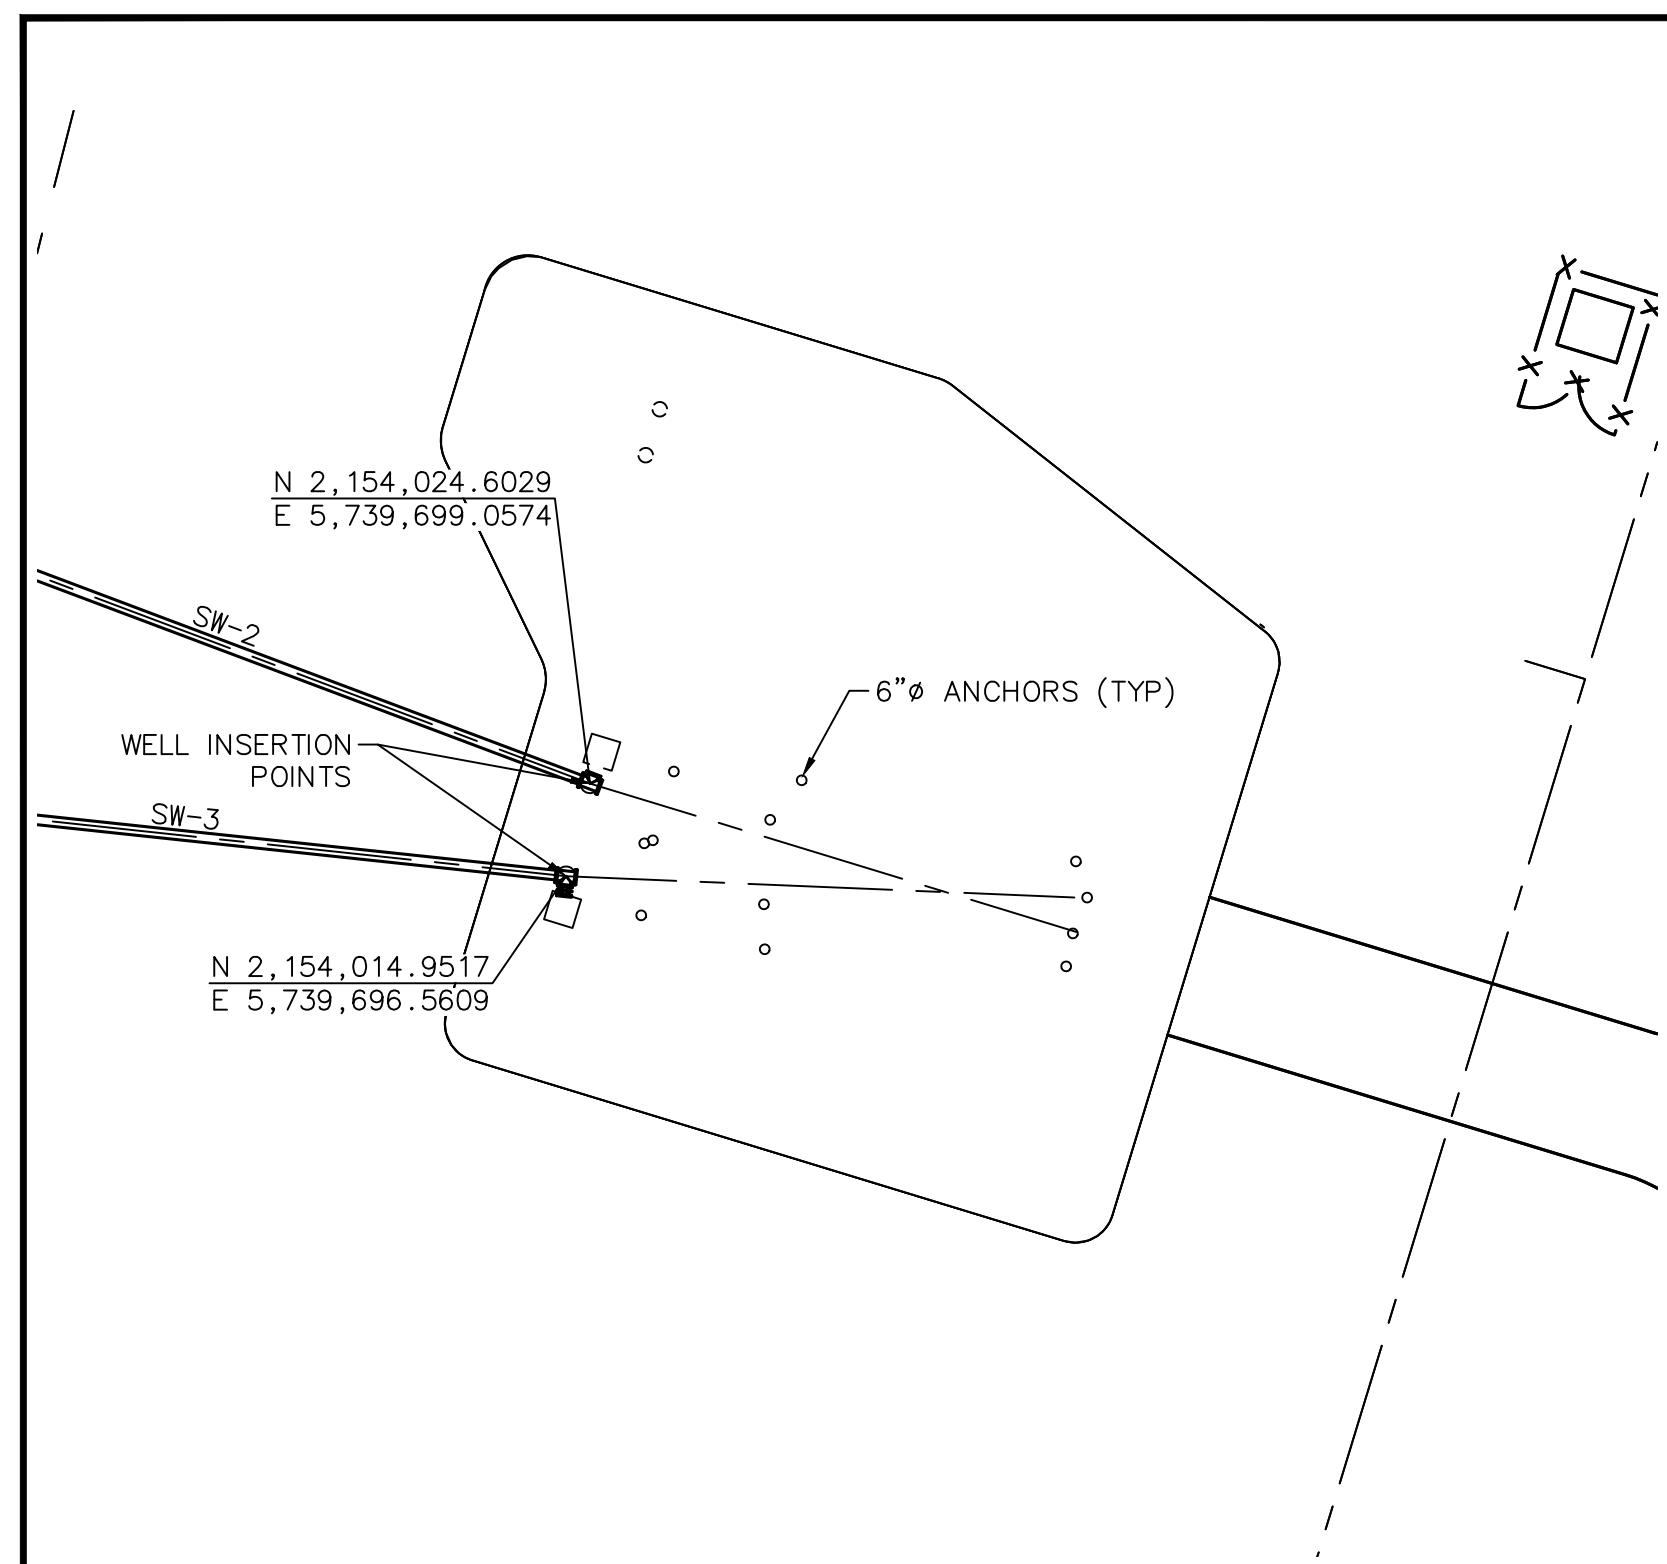 N 2,154,024.6029
E 5,739,699.0574
SW-2
6”ø ANCHORS (TYP)
WELL INSERTION
POINTS
SW-3
N 2,154,014.9517
E 5,739,696.5609